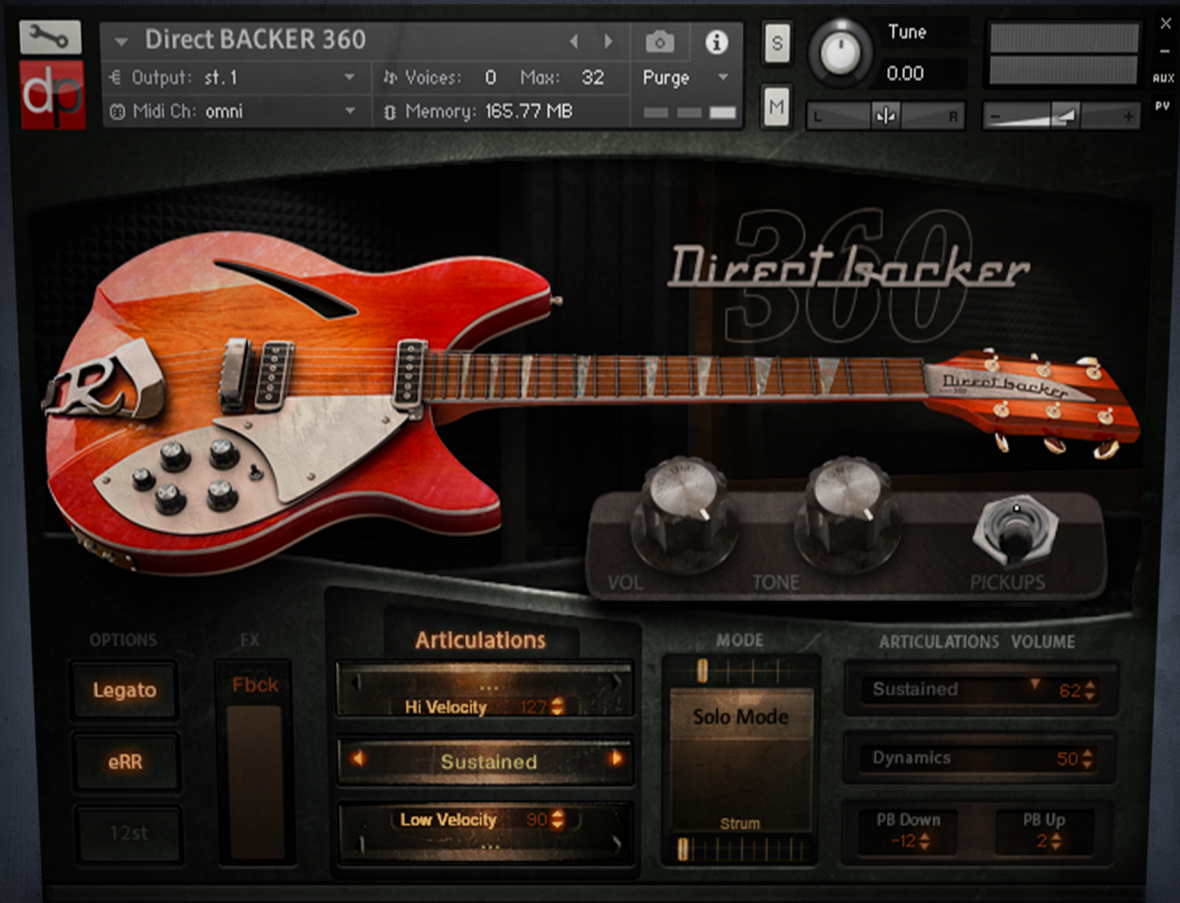 Direct BACKER 360
S
Tune
dp
Output: st.1
Voices: 0 Max: 32
Purge
0.00
AUX
PV
Midi Ch: omni
Memory: 165.77 MB
M
L R
- +
360
Direct backer
Direct backer
R
VOL
TONE
PICKUPS
OPTIONS
FX
Articulations
MODE
ARTICULATIONS VOLUME
Legato
Fbck
...
Hi Velocity 127
Solo Mode
Sustained 62
eRR
Sustained
Dynamics 50
12st
Low Velocity 90
...
Strum
PB Down
-12
PB Up
2